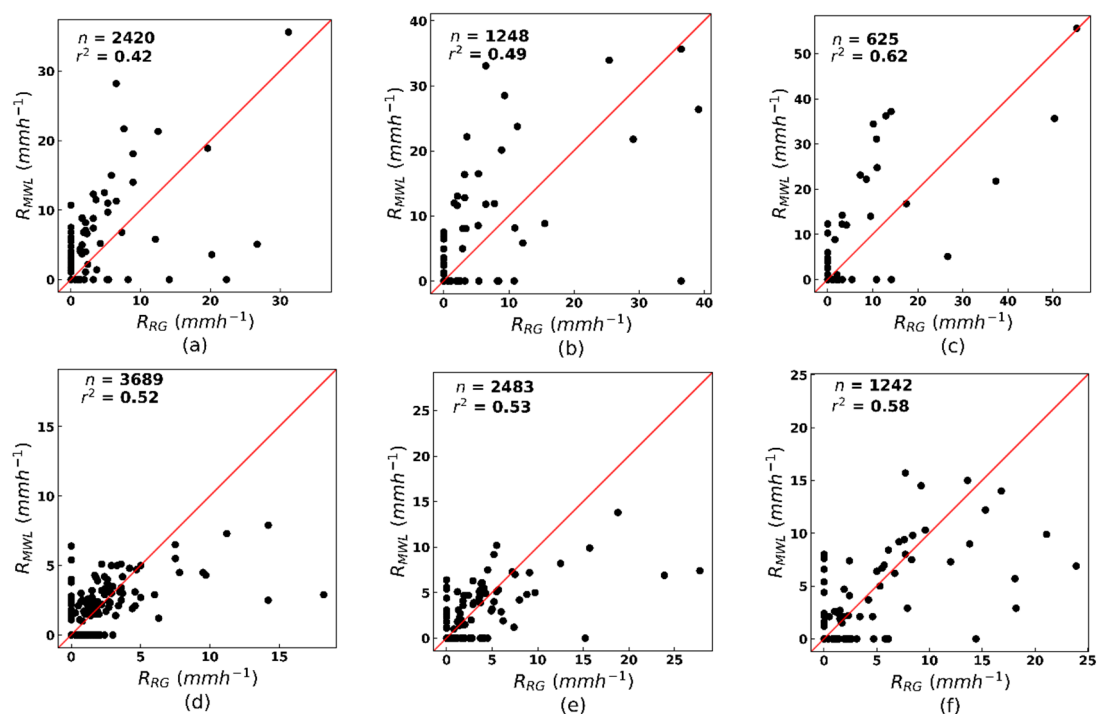 n = 2420
r² = 0.42
30
20
10
0
R_MWL (mmh⁻¹)
0 10 20 30
R_RG (mmh⁻¹)
(a)
n = 1248
r² = 0.49
40
30
20
10
0
R_MWL (mmh⁻¹)
0 10 20 30 40
R_RG (mmh⁻¹)
(b)
n = 625
r² = 0.62
50
40
30
20
10
0
R_MWL (mmh⁻¹)
0 10 20 30 40 50
R_RG (mmh⁻¹)
(c)
n = 3689
r² = 0.52
15
10
5
0
R_MWL (mmh⁻¹)
0 5 10 15
R_RG (mmh⁻¹)
(d)
n = 2483
r² = 0.53
25
20
15
10
5
0
R_MWL (mmh⁻¹)
0 5 10 15 20 25
R_RG (mmh⁻¹)
(e)
n = 1242
r² = 0.58
25
20
15
10
5
0
R_MWL (mmh⁻¹)
0 5 10 15 20 25
R_RG (mmh⁻¹)
(f)